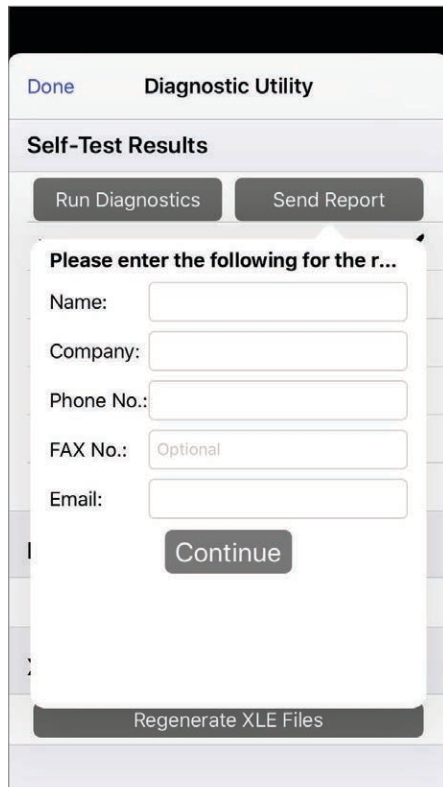 Done Diagnostic Utility
Self-Test Results
Run Diagnostics Send Report
Please enter the following for the r...
Name:
Company:
Phone No.:
FAX No.: Optional
Email:
Continue
Regenerate XLE Files